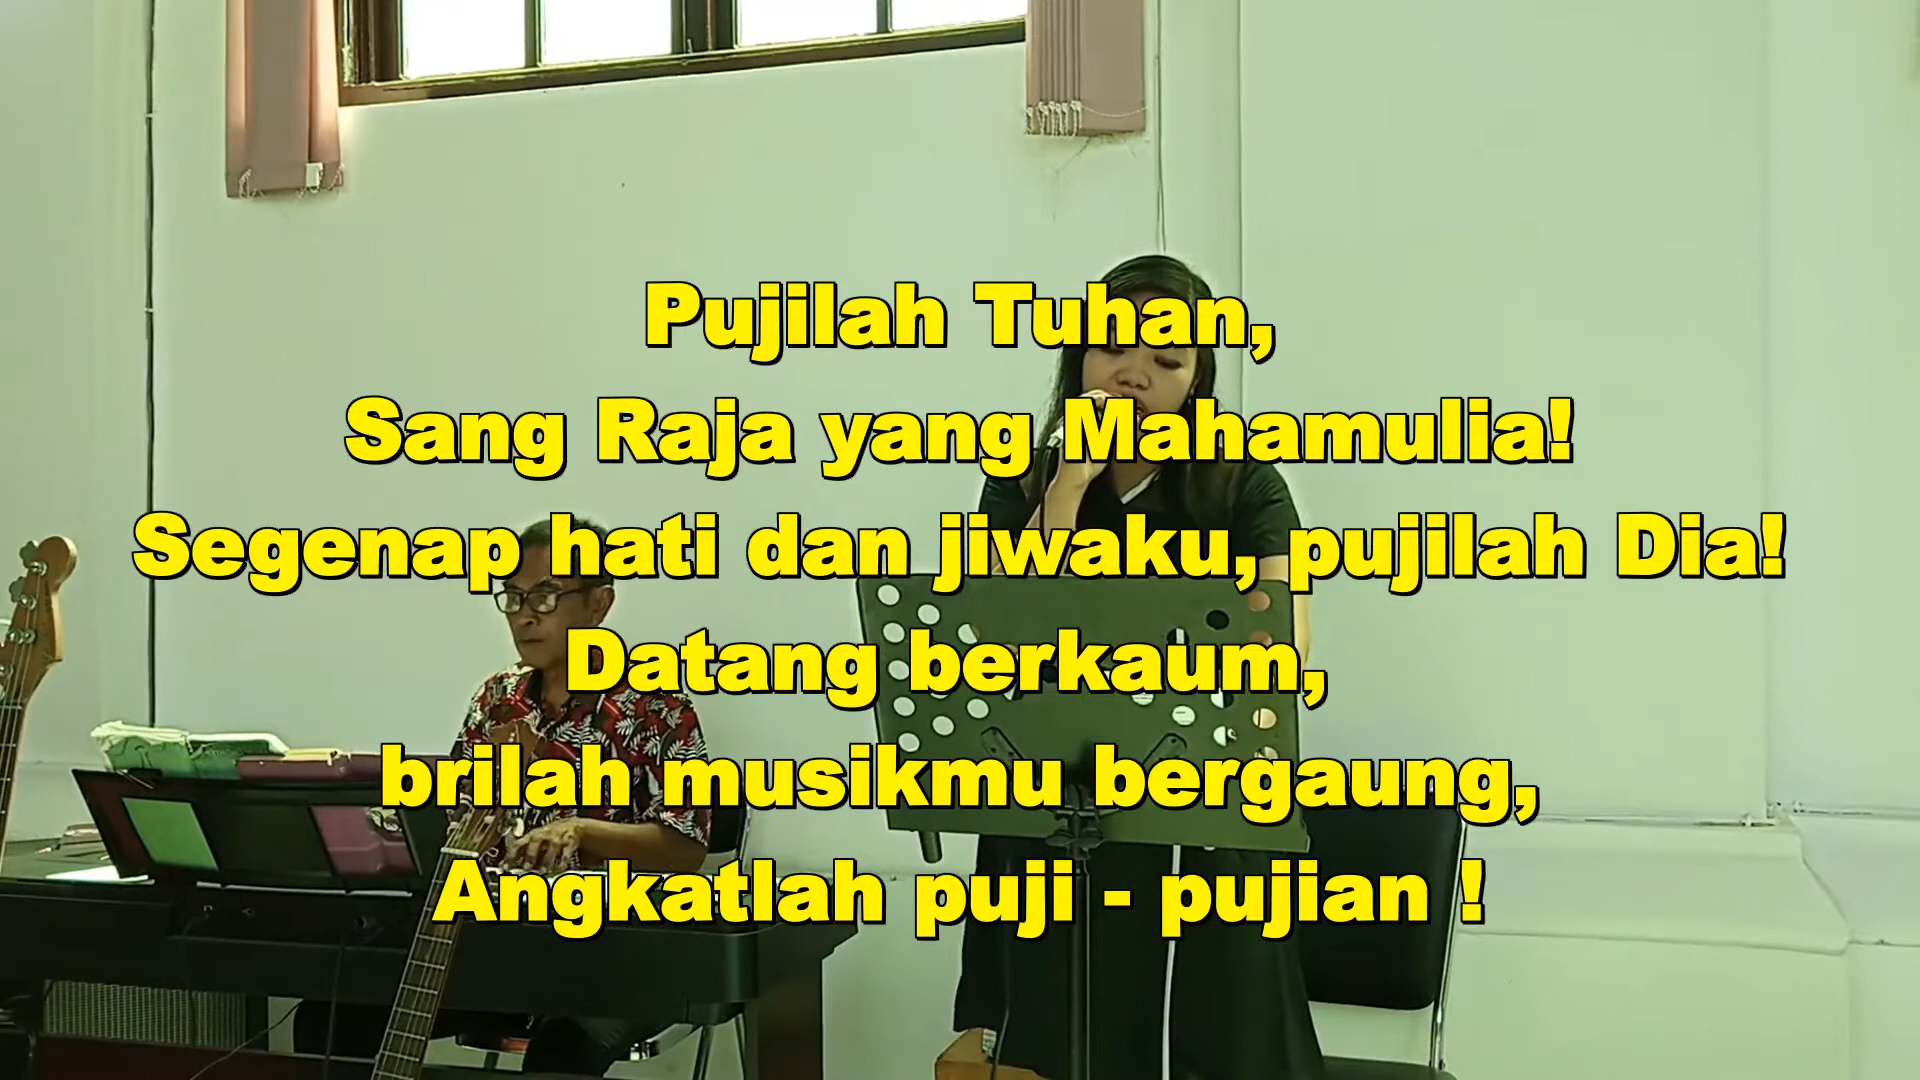 Pujilah Tuhan,
Sang Raja yang Mahamulia!
Segenap hati dan jiwaku, pujilah Dia!
Datang berkaum,
brilah musikmu bergaung,
Angkatlah puji - pujian !